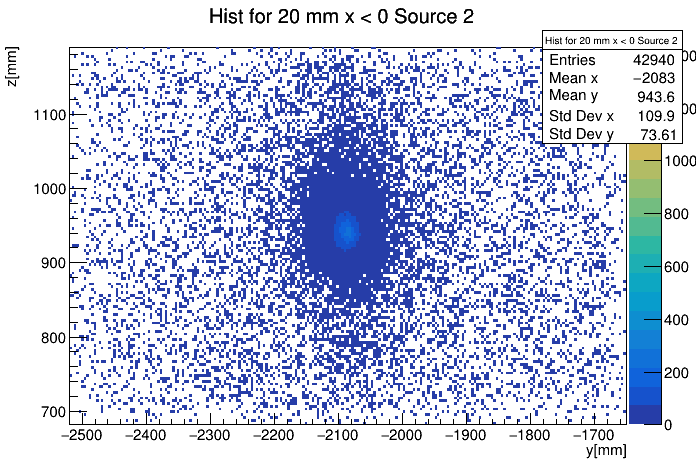 Hist for 20 mm x < 0 Source 2
z[mm]
Hist for 20 mm x < 0 Source 2
Entries 42940
Mean x −2083
Mean y 943.6
Std Dev x 109.9
Std Dev y 73.61
1100
1000
900
800
700
1000
800
600
400
200
0
−2500 −2400 −2300 −2200 −2100 −2000 −1900 −1800 −1700
y[mm]